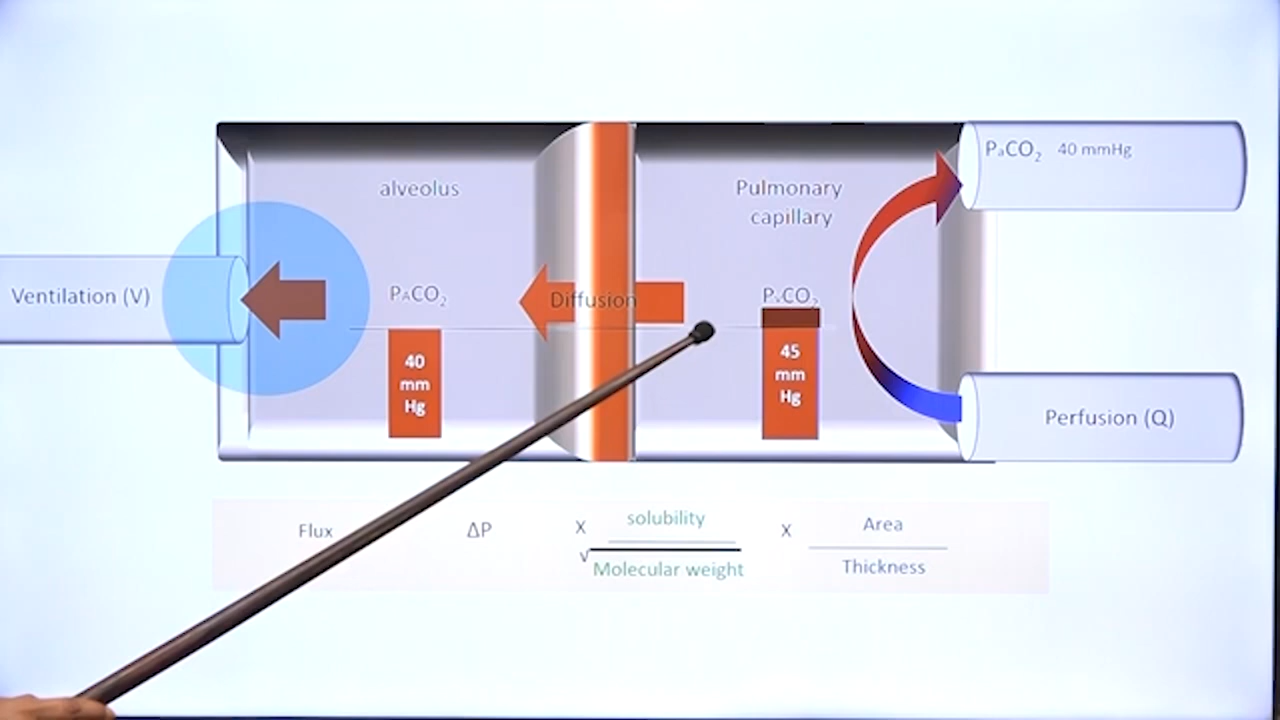 alveolus
Pulmonary
capillary
PaCO₂ 40 mmHg
Ventilation (V)
PACO₂
Diffusion
PvCO₂
40
mm
Hg
45
mm
Hg
Perfusion (Q)
Flux ΔP X solubility X Area
√ Molecular weight Thickness